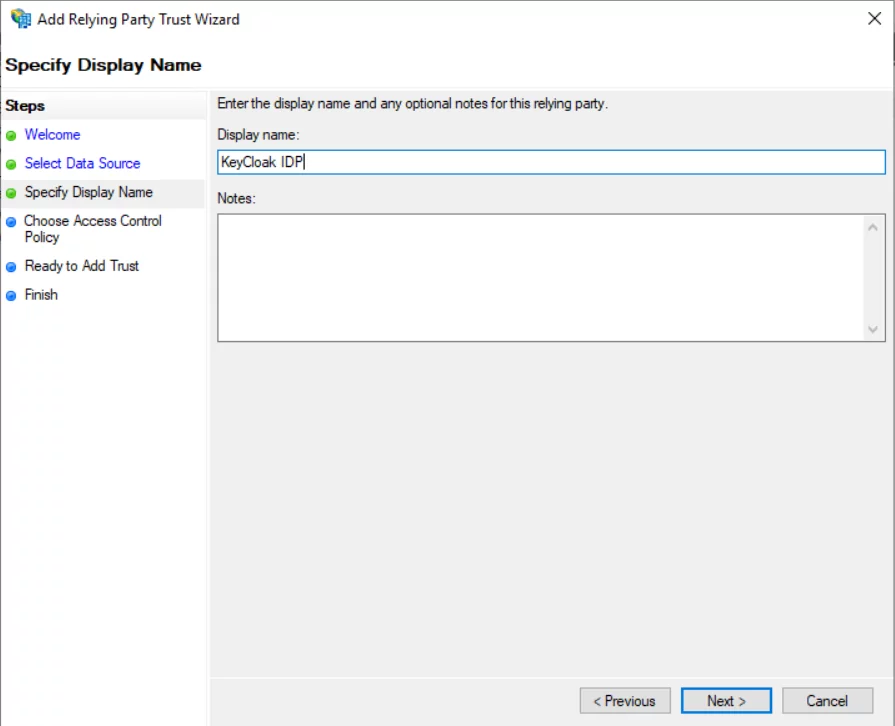 Add Relying Party Trust Wizard
Specify Display Name
Steps
Welcome
Select Data Source
Specify Display Name
Choose Access Control
Policy
Ready to Add Trust
Finish
Enter the display name and any optional notes for this relying party.
Display name:
KeyCloak IDP
Notes:
< Previous
Next >
Cancel